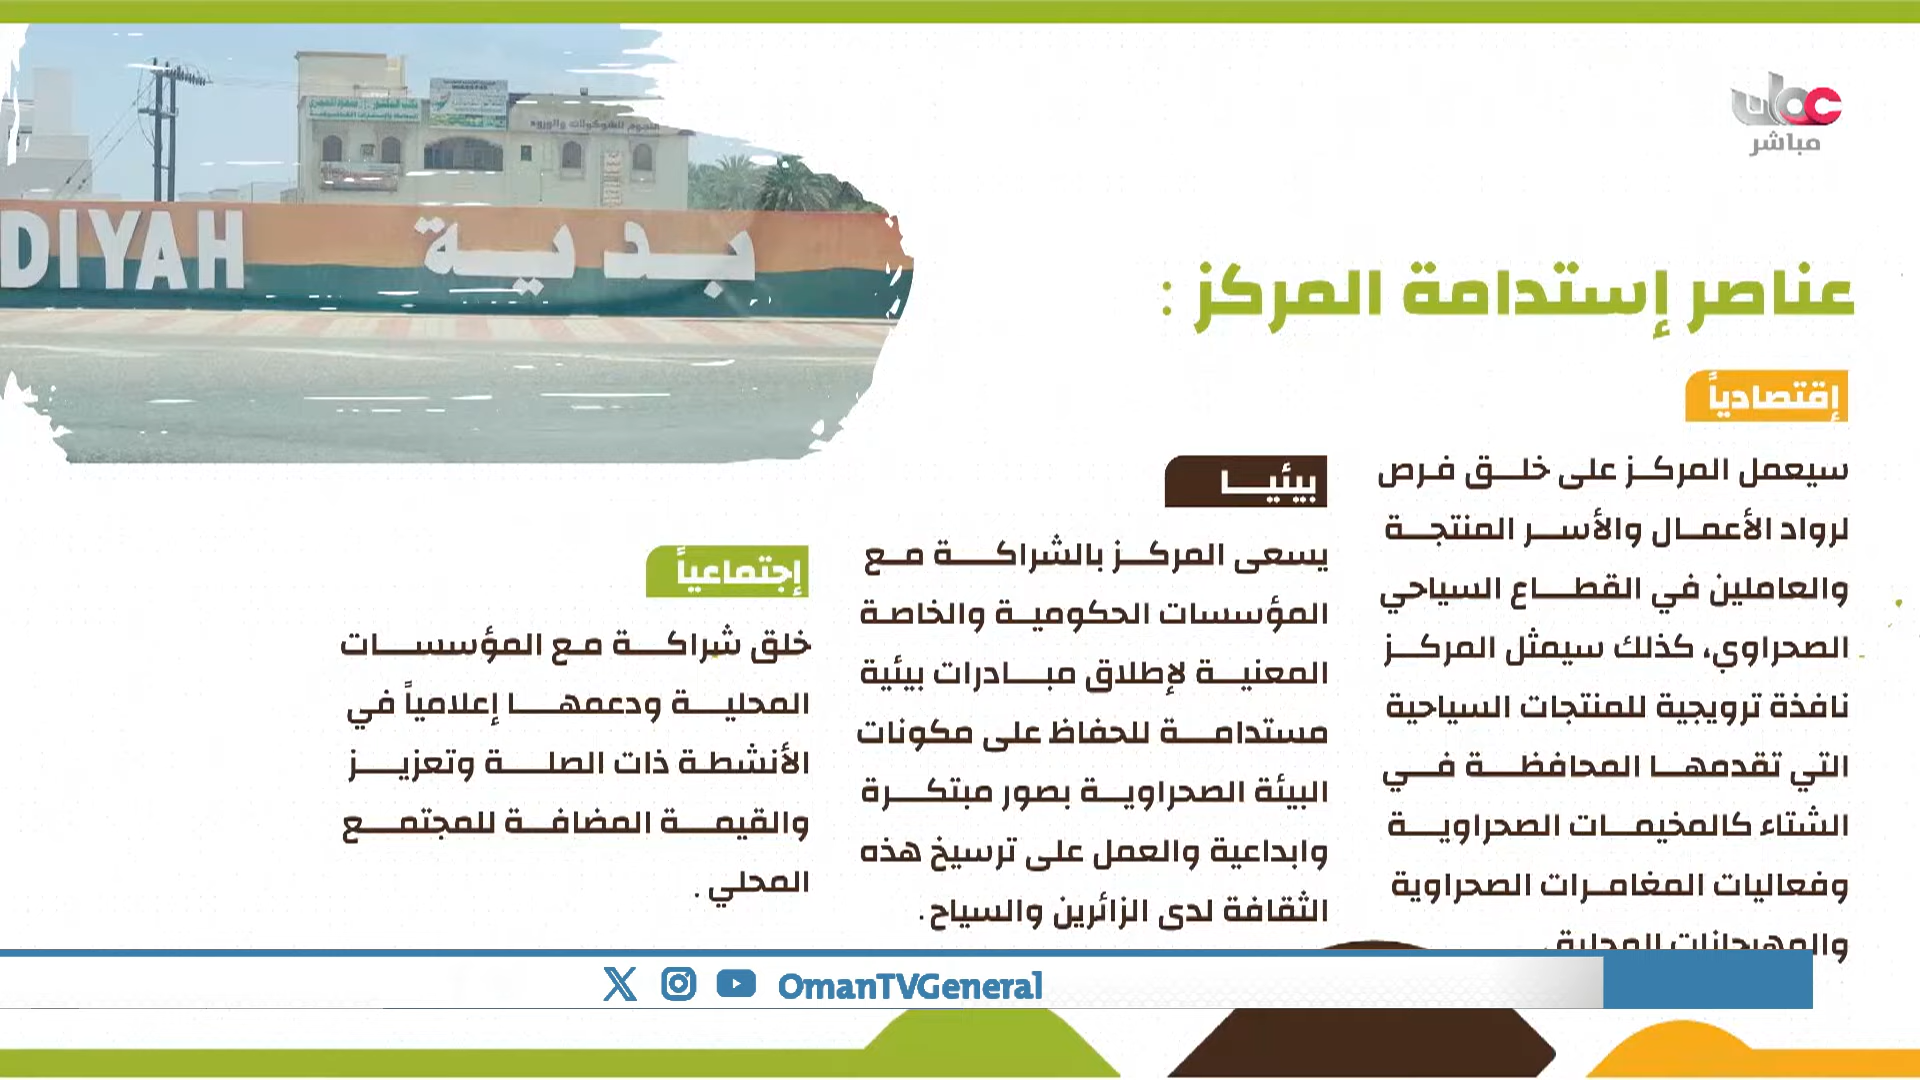 عمان
مباشر
DIYAH
بدية
عناصر إستدامة المركز :
إقتصادياً
سيعمل المركز على خلق فرص
لرواد الأعمال والأسر المنتجة
والعاملين في القطاع السياحي
الصحراوي، كذلك سيمثل المركز
نافذة ترويجية للمنتجات السياحية
التي تقدمها المحافظة في
الشتاء كالمخيمات الصحراوية
وفعاليات المغامرات الصحراوية
والمهرجانات المحلية .
بيئيا
يسعى المركز بالشراكة مع
المؤسسات الحكومية والخاصة
المعنية لإطلاق مبادرات بيئية
مستدامة للحفاظ على مكونات
البيئة الصحراوية بصور مبتكرة
وابداعية والعمل على ترسيخ هذه
الثقافة لدى الزائرين والسياح .
إجتماعياً
خلق شراكة مع المؤسسات
المحلية ودعمها إعلامياً في
الأنشطة ذات الصلة وتعزيز
والقيمة المضافة للمجتمع
المحلي .
OmanTVGeneral